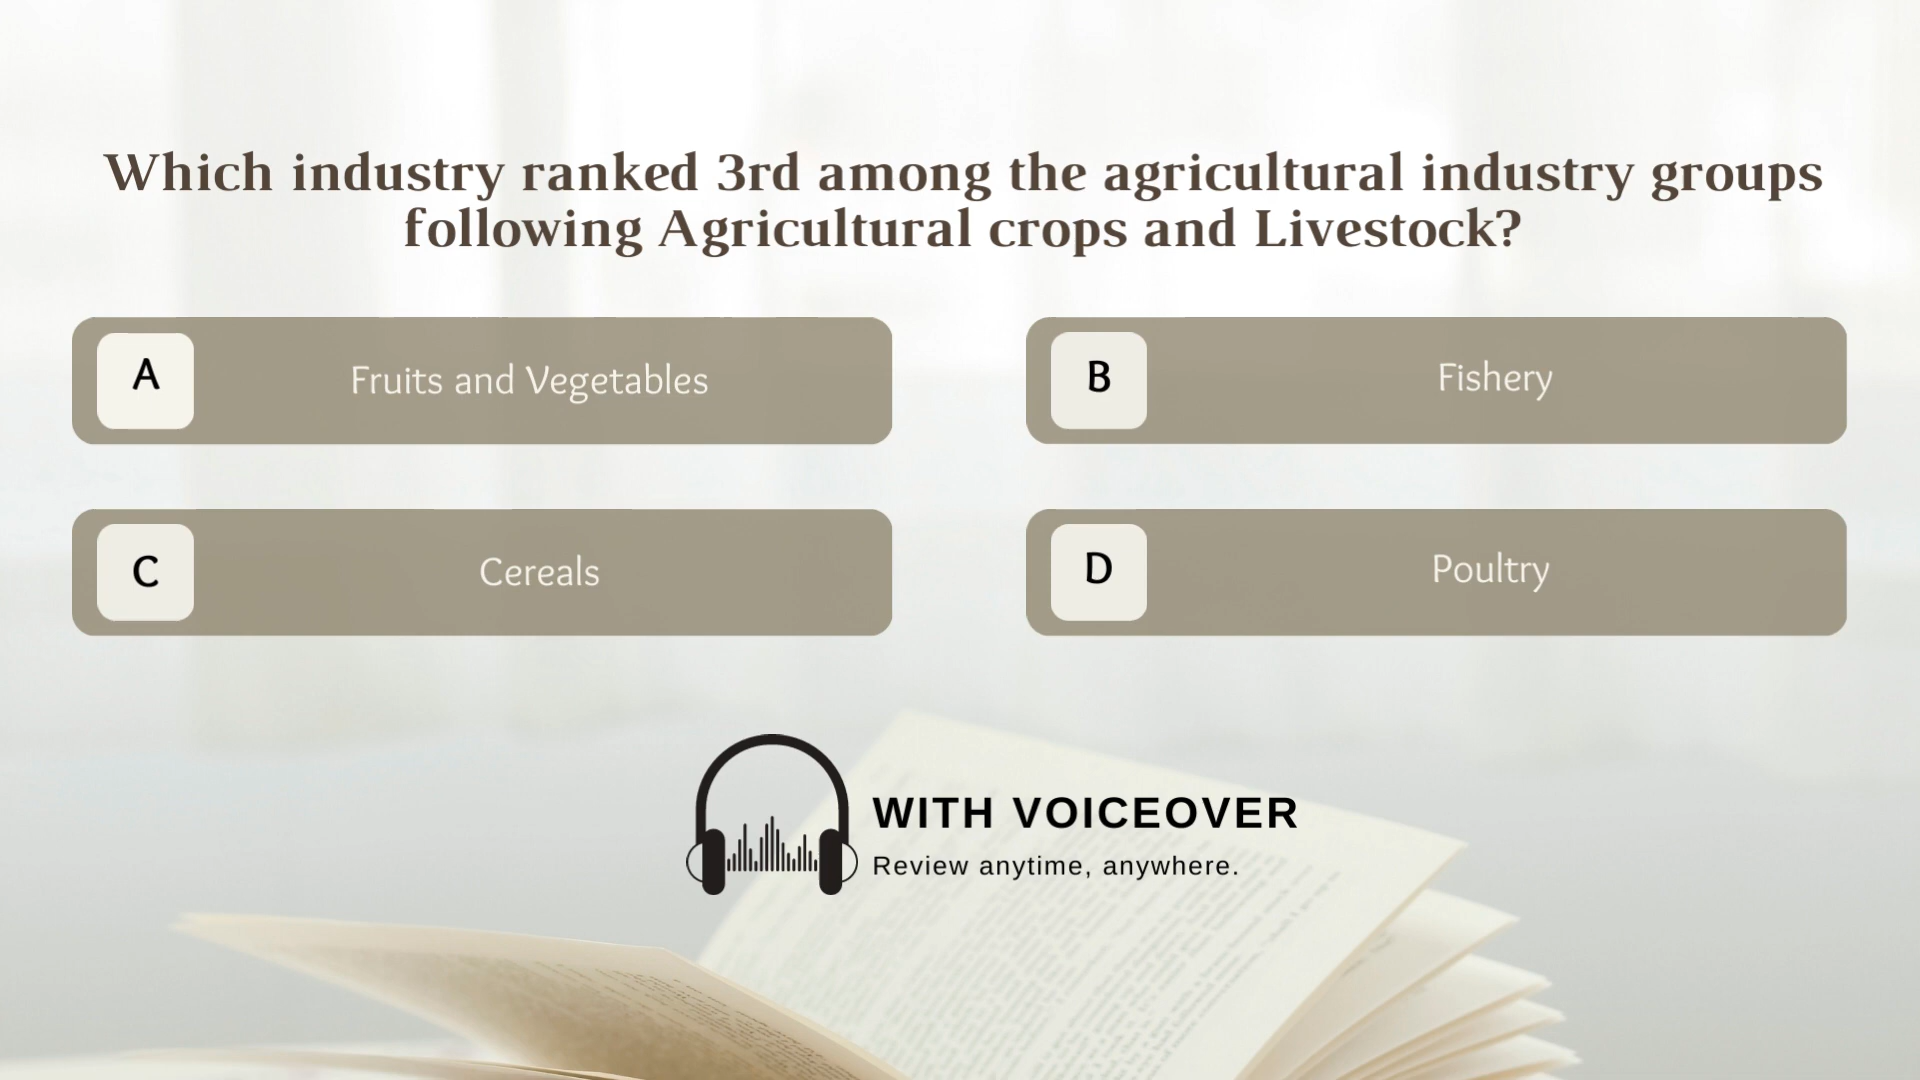 Which industry ranked 3rd among the agricultural industry groups
following Agricultural crops and Livestock?
A
Fruits and Vegetables
B
Fishery
C
Cereals
D
Poultry
WITH VOICEOVER
Review anytime, anywhere.